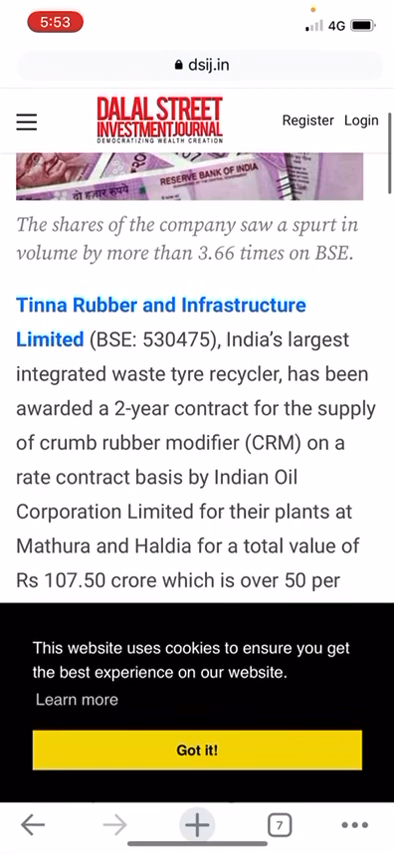 5:53
4G
dsij.in
DALAL STREET
INVESTMENT JOURNAL
DEMOCRATIZING WEALTH CREATION
Register Login
दो हज़ार रुपये
RESERVE BANK OF INDIA
The shares of the company saw a spurt in
volume by more than 3.66 times on BSE.
Tinna Rubber and Infrastructure
Limited (BSE: 530475), India’s largest
integrated waste tyre recycler, has been
awarded a 2-year contract for the supply
of crumb rubber modifier (CRM) on a
rate contract basis by Indian Oil
Corporation Limited for their plants at
Mathura and Haldia for a total value of
Rs 107.50 crore which is over 50 per
This website uses cookies to ensure you get
the best experience on our website.
Learn more
Got it!
7